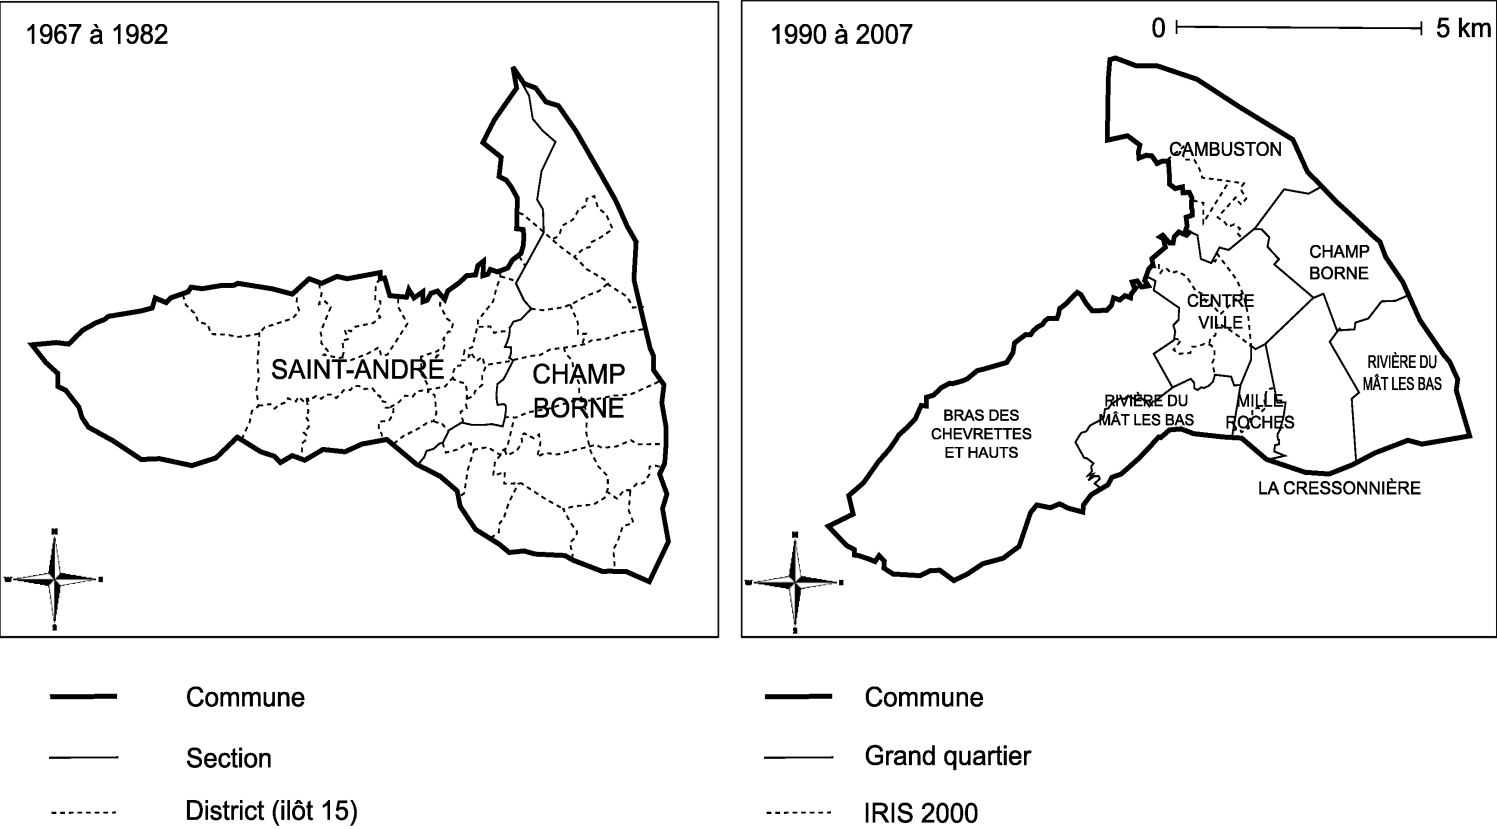 1967 à 1982
SAINT-ANDRÉ
CHAMP
BORNE
N
W
E
S
Commune
Section
District (ilôt 15)
1990 à 2007
0
5 km
CAMBUSTON
CHAMP
BORNE
CENTRE
VILLE
RIVIÈRE DU
MÂT LES BAS
RIVIÈRE DU
MÂT LES BAS
MILLE
ROCHES
BRAS DES
CHEVRETTES
ET HAUTS
LA CRESSONNIÈRE
N
W
E
S
Commune
Grand quartier
IRIS 2000